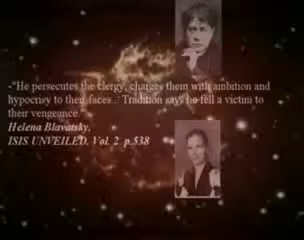 -"He persecutes the clergy, charges them with ambition and
hypocrisy to their faces...' Tradition says he fell a victim to
their vengeance."
Helena Blavatsky,
ISIS UNVEILED, Vol. 2 p.538